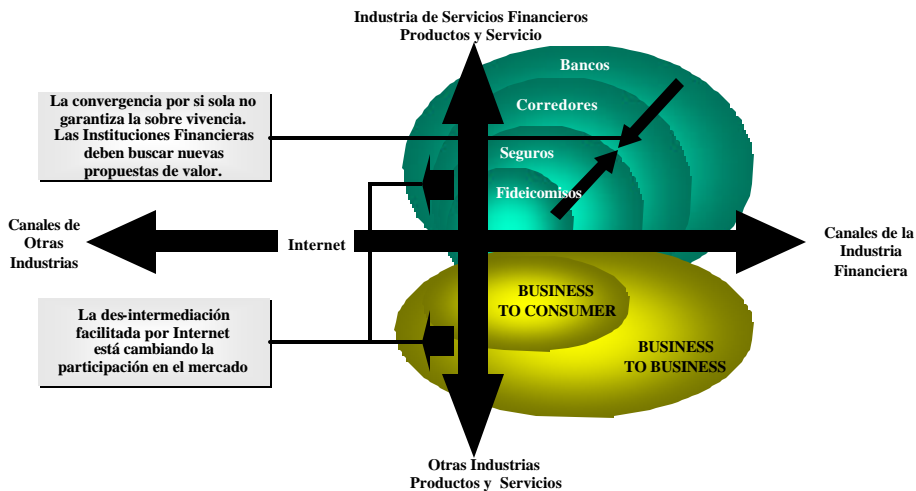 Industria de Servicios Financieros
Productos y Servicio
Bancos
Corredores
Seguros
Fideicomisos
La convergencia por si sola no
garantiza la sobre vivencia.
Las Instituciones Financieras
deben buscar nuevas
propuestas de valor.
Canales de
Otras
Industrias
Internet
Canales de la
Industria
Financiera
La des-intermediación
facilitada por Internet
está cambiando la
participación en el mercado
BUSINESS
TO CONSUMER
BUSINESS
TO BUSINESS
Otras Industrias
Productos y Servicios